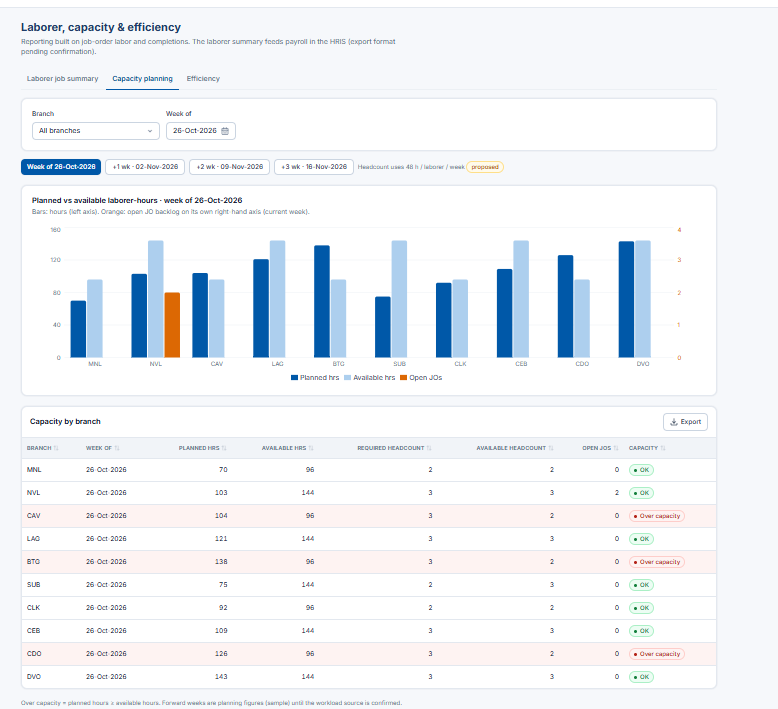 Laborer, capacity & efficiency
Reporting built on job-order labor and completions. The laborer summary feeds payroll in the HRIS (export format
pending confirmation).
Laborer job summary Capacity planning Efficiency
Branch Week of
All branches 26-Oct-2026
Week of 26-Oct-2026 +1 wk · 02-Nov-2026 +2 wk · 09-Nov-2026 +3 wk · 16-Nov-2026 Headcount uses 48 h / laborer / week proposed
Planned vs available laborer-hours · week of 26-Oct-2026
Bars: hours (left axis). Orange: open JO backlog on its own right-hand axis (current week).
160 4
120 3
80 2
40 1
0 0
MNL NVL CAV LAG BTG SUB CLK CEB CDO DVO
Planned hrs Available hrs Open JOs
Capacity by branch Export
BRANCH WEEK OF PLANNED HRS AVAILABLE HRS REQUIRED HEADCOUNT AVAILABLE HEADCOUNT OPEN JOS CAPACITY
MNL 26-Oct-2026 70 96 2 2 0 OK
NVL 26-Oct-2026 103 144 3 3 2 OK
CAV 26-Oct-2026 104 96 3 2 0 Over capacity
LAG 26-Oct-2026 121 144 3 3 0 OK
BTG 26-Oct-2026 138 96 3 2 0 Over capacity
SUB 26-Oct-2026 75 144 2 3 0 OK
CLK 26-Oct-2026 92 96 2 2 0 OK
CEB 26-Oct-2026 109 144 3 3 0 OK
CDO 26-Oct-2026 126 96 3 2 0 Over capacity
DVO 26-Oct-2026 143 144 3 3 0 OK
Over capacity = planned hours ≥ available hours. Forward weeks are planning figures (sample) until the workload source is confirmed.